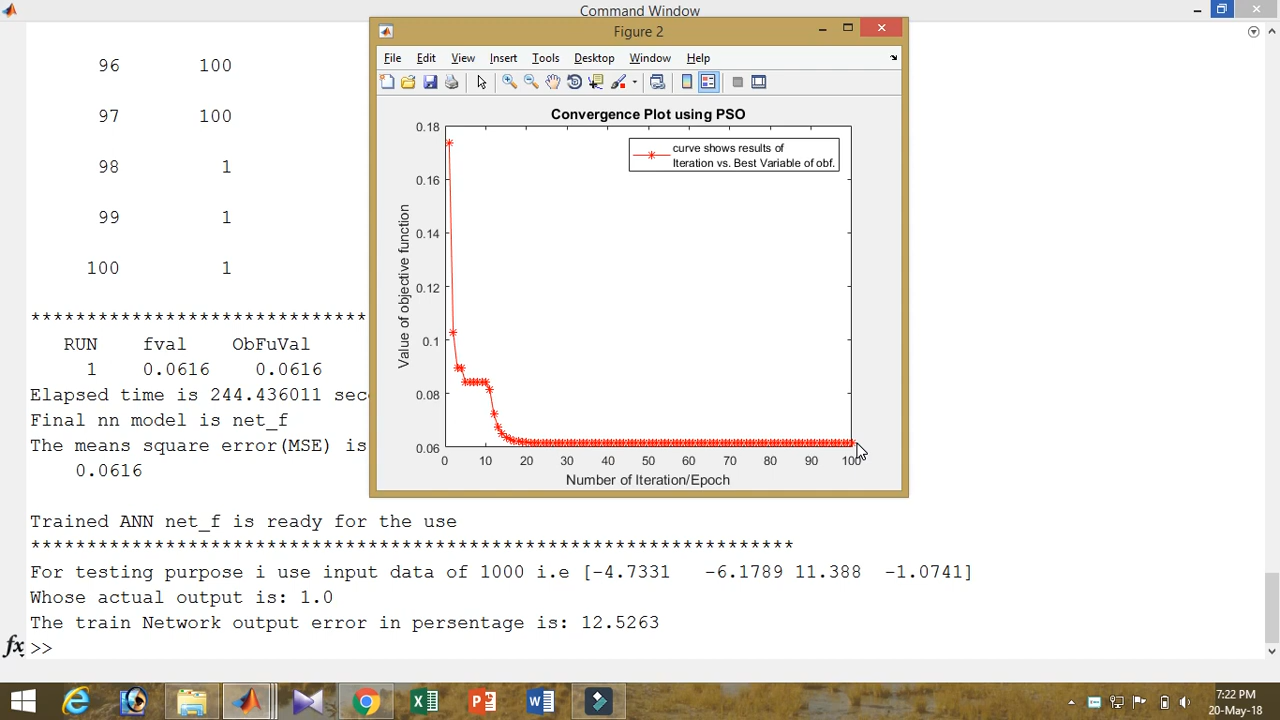 Command Window
96 100
97 100
98 1
99 1
100 1
************************************
RUN fval ObFuVal
1 0.0616 0.0616
Elapsed time is 244.436011 seco
Final nn model is net_f
The means square error(MSE) is
0.0616
Trained ANN net_f is ready for the use
********************************************************************
For testing purpose i use input data of 1000 i.e [-4.7331 -6.1789 11.388 -1.0741]
Whose actual output is: 1.0
The train Network output error in persentage is: 12.5263
fx >>
Figure 2
File Edit View Insert Tools Desktop Window Help
Convergence Plot using PSO
curve shows results of
Iteration vs. Best Variable of obf.
Value of objective function
0.18
0.16
0.14
0.12
0.1
0.08
0.06
0 10 20 30 40 50 60 70 80 90 100
Number of Iteration/Epoch
7:22 PM
20-May-18